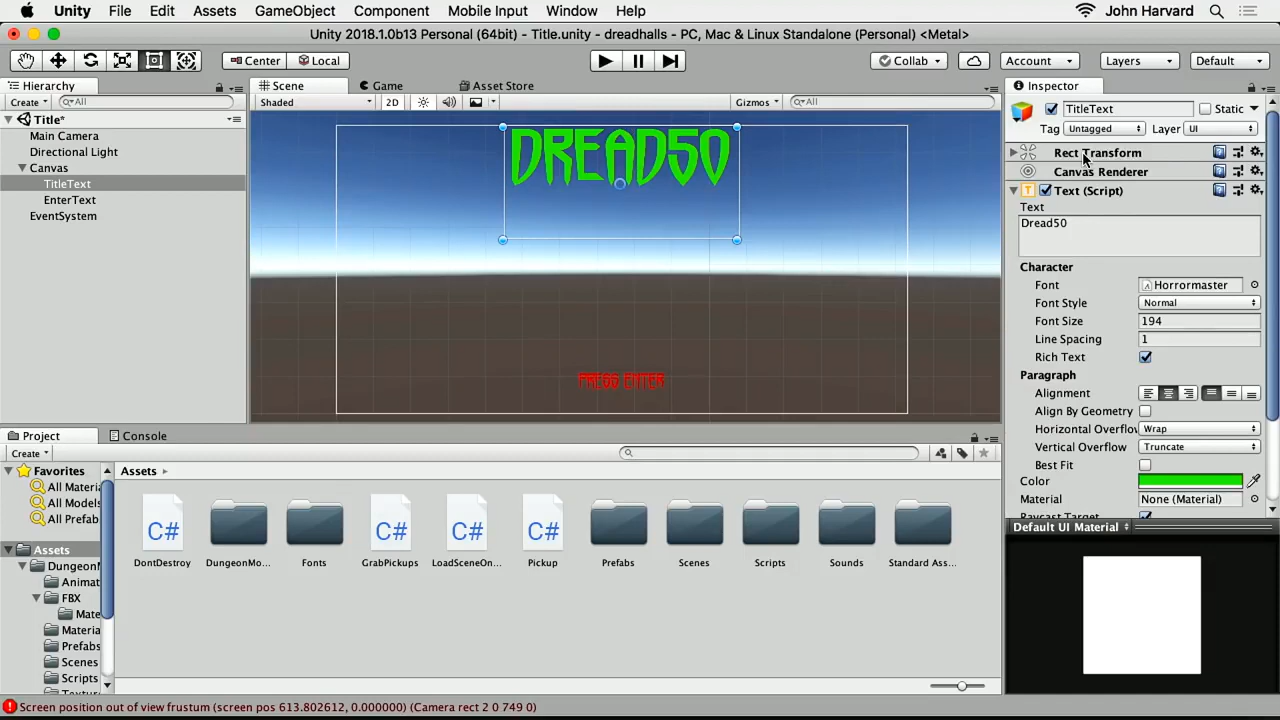 Unity File Edit Assets GameObject Component Mobile Input Window Help John Harvard
Unity 2018.1.0b13 Personal (64bit) - Title.unity - dreadhalls - PC, Mac & Linux Standalone (Personal) <Metal>
Center Local Collab Account Layers Default
Hierarchy Scene Game Asset Store Inspector
Create All Shaded 2D Gizmos All
TitleText Static
Tag Untagged Layer UI
Title*
Main Camera
Directional Light
Canvas
TitleText
EnterText
EventSystem
DREAD50
PRESS ENTER
Rect Transform
Canvas Renderer
T Text (Script)
Text
Dread50
Character
Font Horrormaster
Font Style Normal
Font Size 194
Line Spacing 1
Rich Text
Paragraph
Alignment
Align By Geometry
Horizontal Overflow Wrap
Vertical Overflow Truncate
Best Fit
Color
Material None (Material)
Raycast Target
Default UI Material
Project Console
Create
Favorites
All Materia
All Models
All Prefab
Assets
DungeonM
Animat
FBX
Mate
Materia
Prefabs
Scenes
Scripts
Assets
C# C# C# C#
DontDestroy DungeonMo... Fonts GrabPickups LoadSceneOn... Pickup Prefabs Scenes Scripts Sounds Standard Ass...
Screen position out of view frustum (screen pos 613.802612, 0.000000) (Camera rect 2 0 749 0)